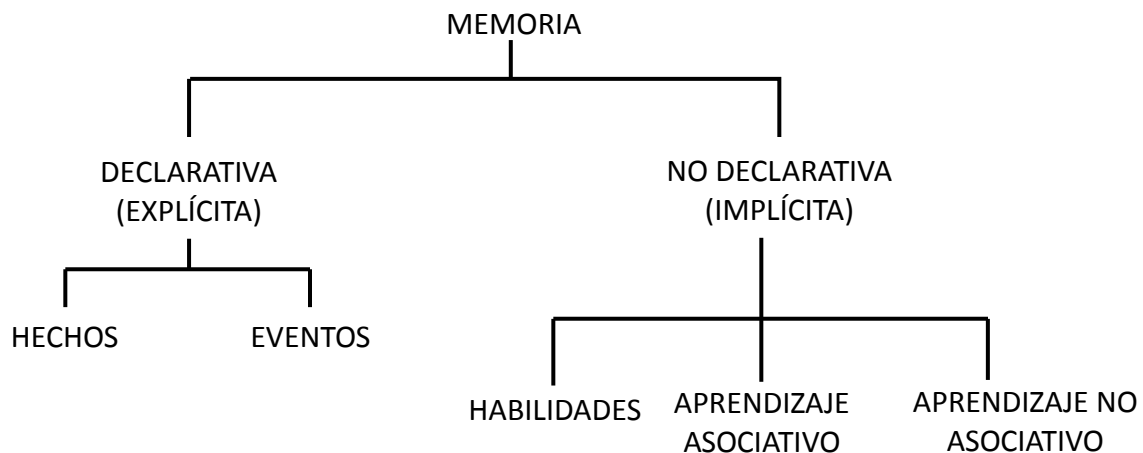 MEMORIA
DECLARATIVA
(EXPLÍCITA)
NO DECLARATIVA
(IMPLÍCITA)
HECHOS
EVENTOS
HABILIDADES
APRENDIZAJE
ASOCIATIVO
APRENDIZAJE NO
ASOCIATIVO